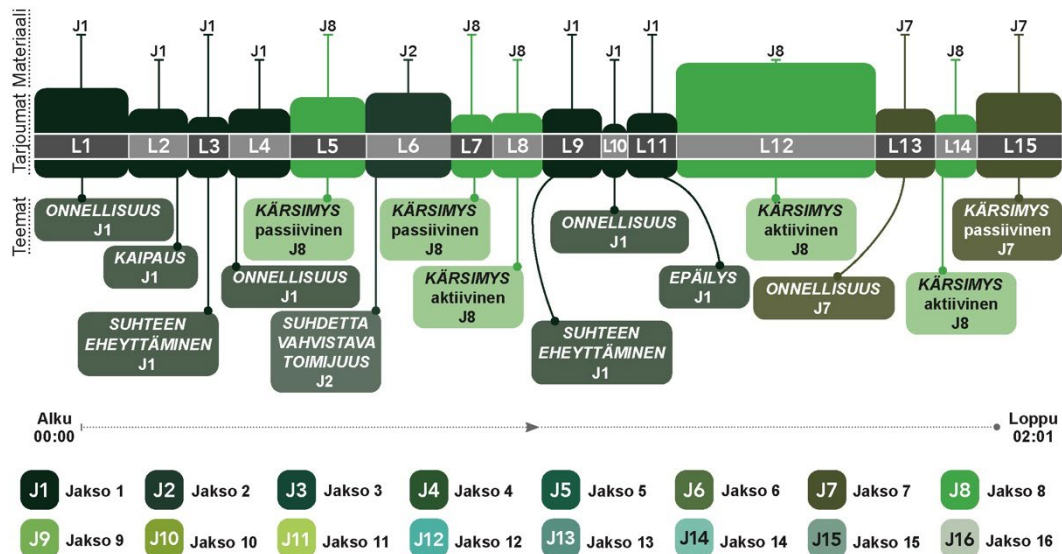 Materiaali
Tarjoumat
Teemat
J1 J1 J1 J1 J8 J2 J8 J8 J1 J1 J1 J8 J7 J8 J7
L1 L2 L3 L4 L5 L6 L7 L8 L9 L10 L11 L12 L13 L14 L15
ONNELLISUUS
J1
KAIPAUS
J1
SUHTEEN
EHEYTTÄMINEN
J1
ONNELLISUUS
J1
KÄRSIMYS
passiivinen
J8
SUHDETTA
VAHVISTAVA
TOIMIJUUS
J2
KÄRSIMYS
passiivinen
J8
KÄRSIMYS
aktiivinen
J8
SUHTEEN
EHEYTTÄMINEN
J1
ONNELLISUUS
J1
EPÄILYS
J1
KÄRSIMYS
aktiivinen
J8
ONNELLISUUS
J7
KÄRSIMYS
aktiivinen
J8
KÄRSIMYS
passiivinen
J7
Alku
00:00
Loppu
02:01
J1 Jakso 1 J2 Jakso 2 J3 Jakso 3 J4 Jakso 4 J5 Jakso 5 J6 Jakso 6 J7 Jakso 7 J8 Jakso 8
J9 Jakso 9 J10 Jakso 10 J11 Jakso 11 J12 Jakso 12 J13 Jakso 13 J14 Jakso 14 J15 Jakso 15 J16 Jakso 16